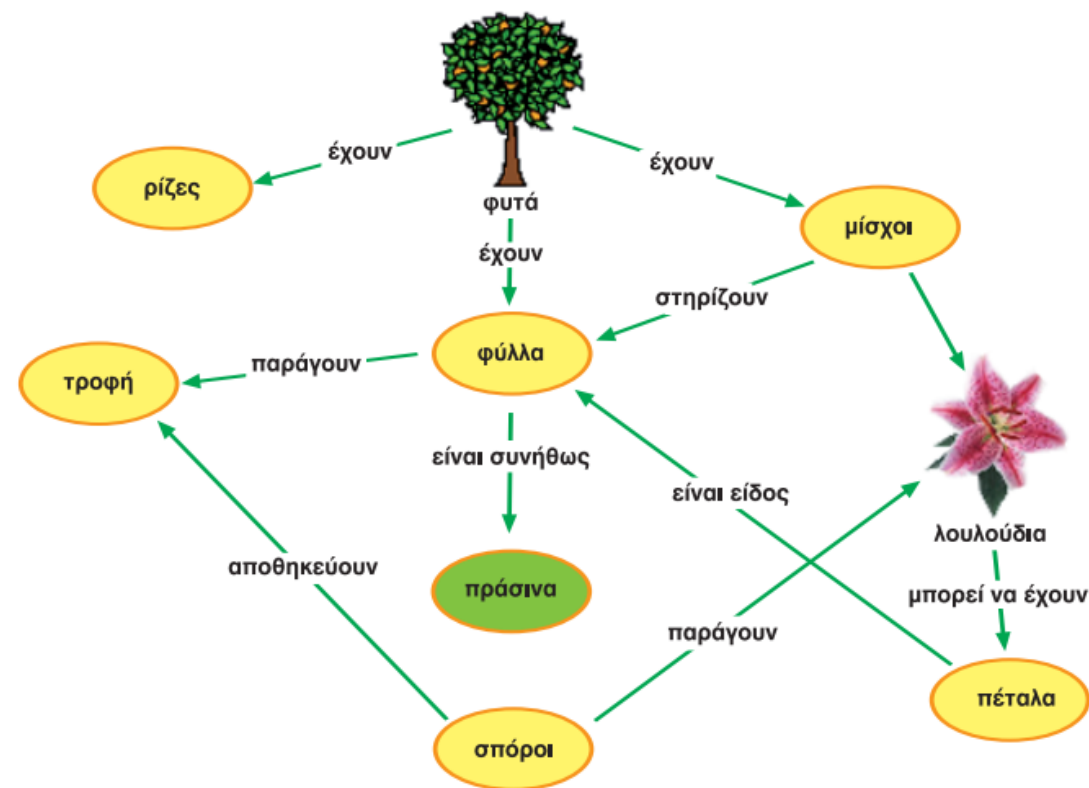 έχουν
έχουν
ρίζες
φυτά
μίσχοι
έχουν
στηρίζουν
φύλλα
παράγουν
τροφή
είναι συνήθως
είναι είδος
λουλούδια
αποθηκεύουν
πράσινα
μπορεί να έχουν
παράγουν
πέταλα
σπόροι